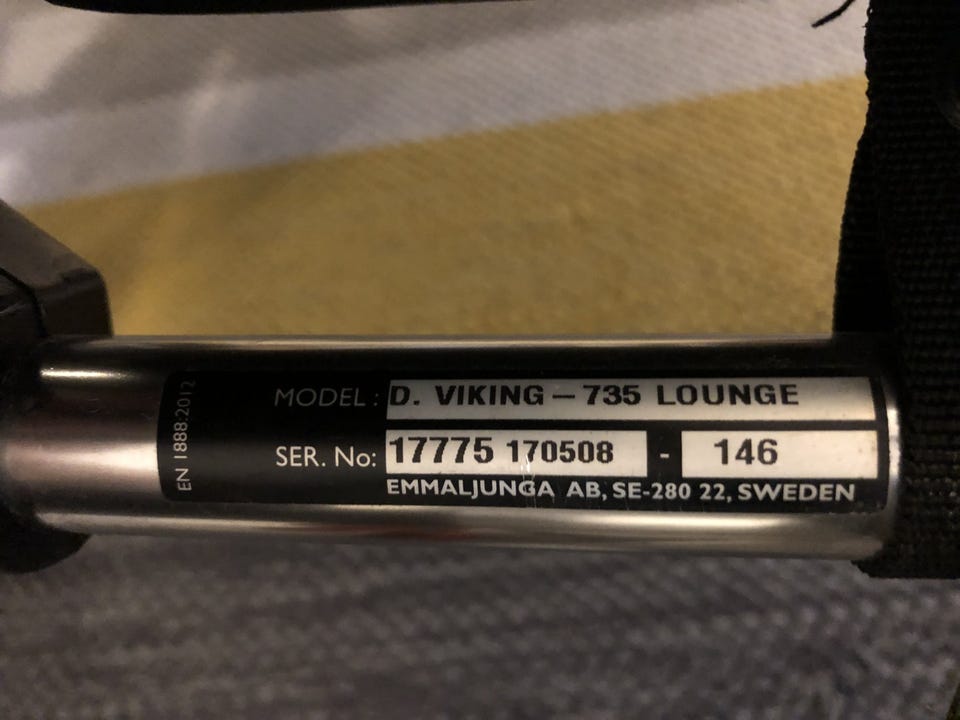 EN 1888:2012
MODEL: D. VIKING – 735 LOUNGE
SER. No: 17775 170508 - 146
EMMALJUNGA AB, SE-280 22, SWEDEN